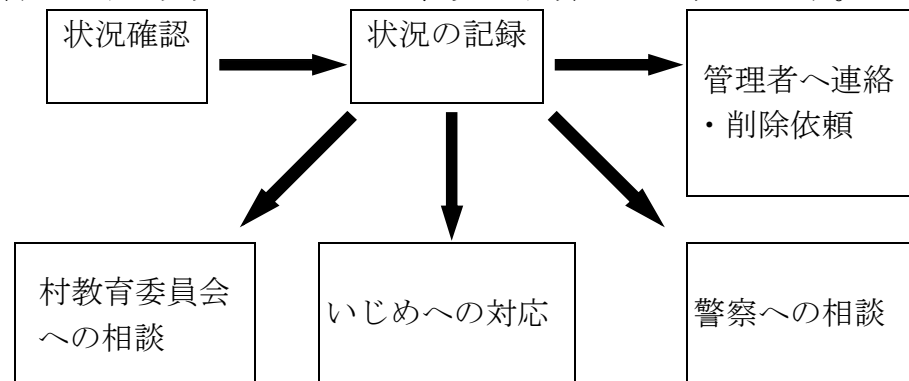 状況確認
状況の記録
管理者へ連絡
・削除依頼
村教育委員会
への相談
いじめへの対応
警察への相談